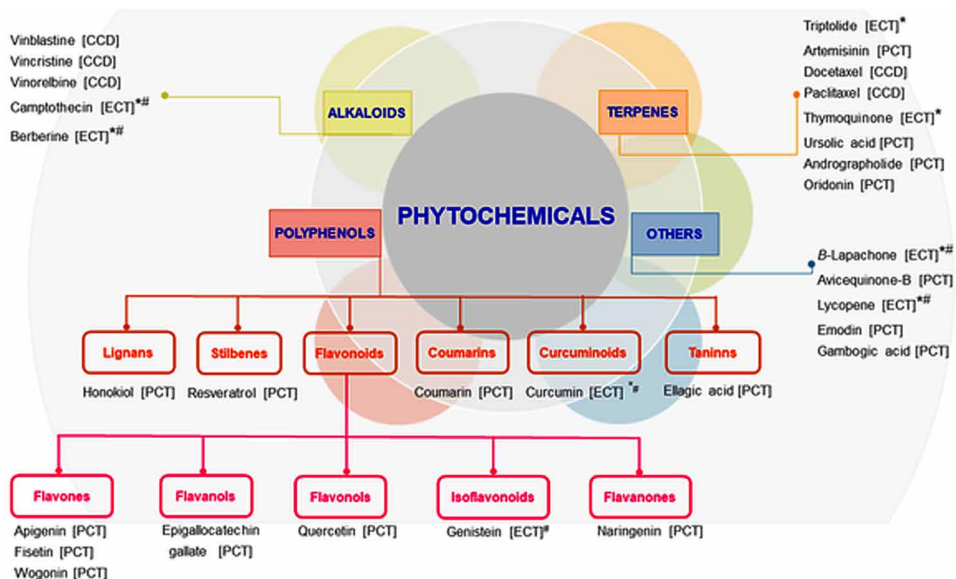 Vinblastine [CCD]
Vincristine [CCD]
Vinorelbine [CCD]
Camptothecin [ECT]*#
Berberine [ECT]*#
ALKALOIDS
TERPENES
Triptolide [ECT]*
Artemisinin [PCT]
Docetaxel [CCD]
Paclitaxel [CCD]
Thymoquinone [ECT]*
Ursolic acid [PCT]
Andrographolide [PCT]
Oridonin [PCT]
PHYTOCHEMICALS
POLYPHENOLS
OTHERS
B-Lapachone [ECT]*#
Avicequinone-B [PCT]
Lycopene [ECT]*#
Emodin [PCT]
Gambogic acid [PCT]
Lignans
Stilbenes
Flavonoids
Coumarins
Curcuminoids
Taninns
Honokiol [PCT]
Resveratrol [PCT]
Coumarin [PCT]
Curcumin [ECT] *#
Ellagic acid [PCT]
Flavones
Flavanols
Flavonols
Isoflavonoids
Flavanones
Apigenin [PCT]
Fisetin [PCT]
Wogonin [PCT]
Epigallocatechin
gallate [PCT]
Quercetin [PCT]
Genistein [ECT]#
Naringenin [PCT]